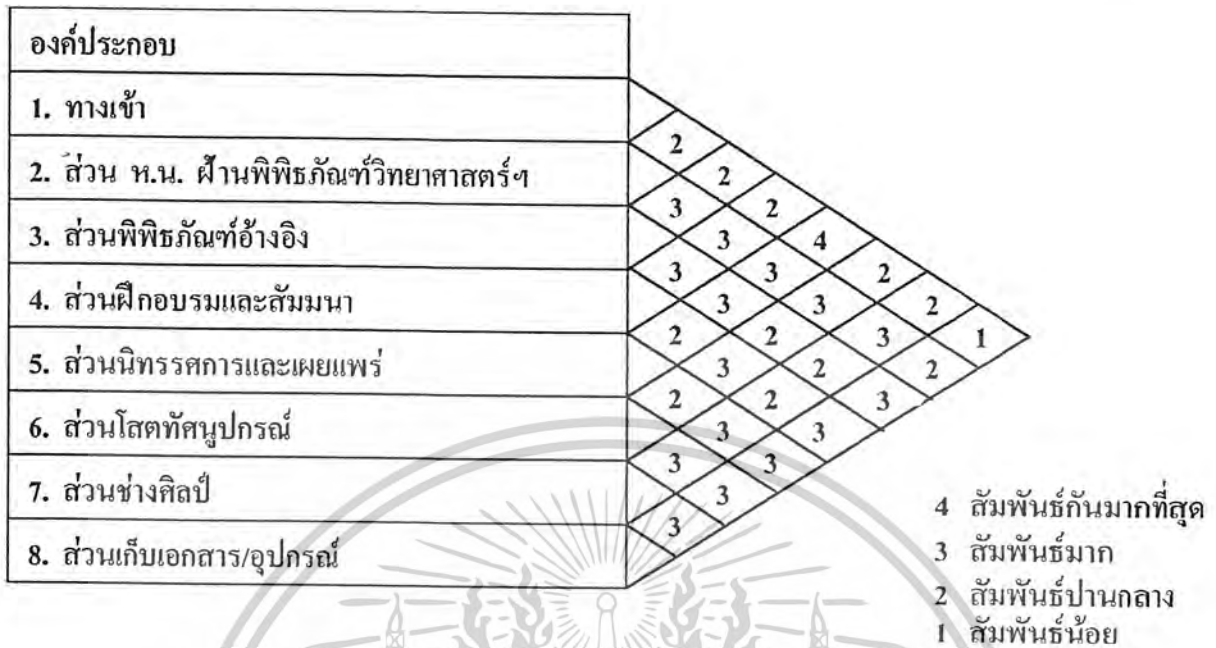 องค์ประกอบ
1. ทางเข้า
2. ส่วน ห.น. ฝ้านพิพิธภัณฑ์วิทยาศาสตร์ฯ
3. ส่วนพิพิธภัณฑ์อ้างอิง
4. ส่วนฝึกอบรมและสัมมนา
5. ส่วนนิทรรศการและเผยแพร่
6. ส่วนโสตทัศนูปกรณ์
7. ส่วนช่างศิลป์
8. ส่วนเก็บเอกสาร/อุปกรณ์
2
2
3 2
3 4
3 3 2
3 3 2
2 2 3 1
3 2 2
2 2 3
3 3
3 3
3
3
4 สัมพันธ์กันมากที่สุด
3 สัมพันธ์มาก
2 สัมพันธ์ปานกลาง
1 สัมพันธ์น้อย